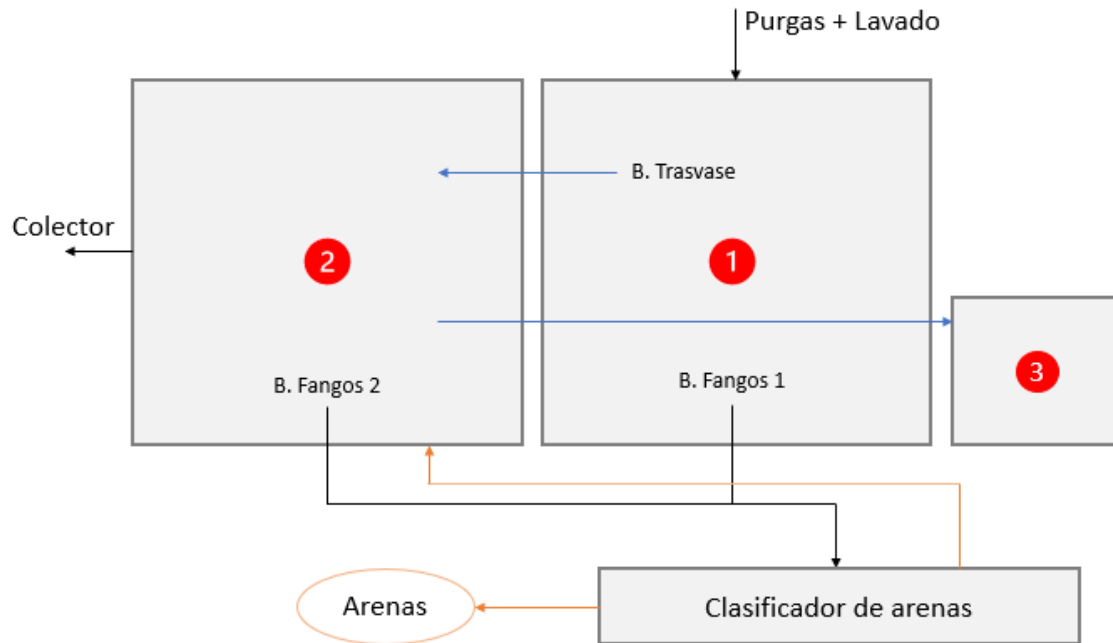 Purgas + Lavado
B. Trasvase
Colector
2
1
3
B. Fangos 2
B. Fangos 1
Arenas
Clasificador de arenas